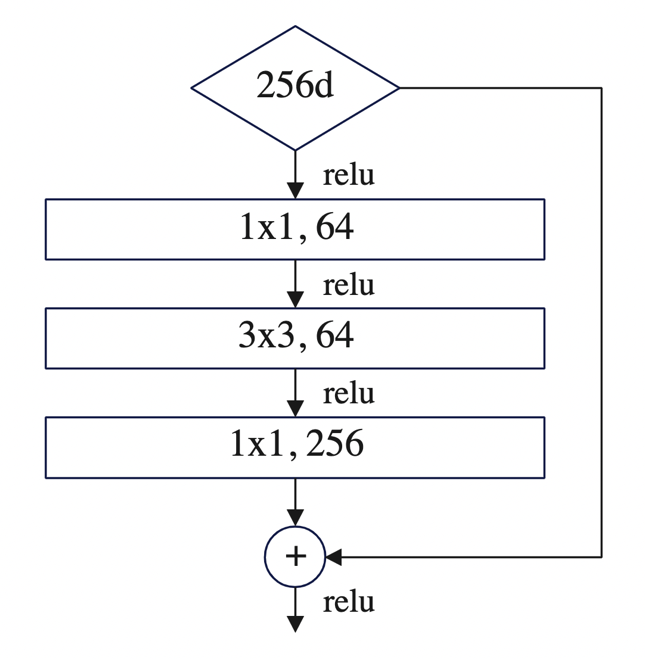 256d
relu
1x1, 64
relu
3x3, 64
relu
1x1, 256
+
relu